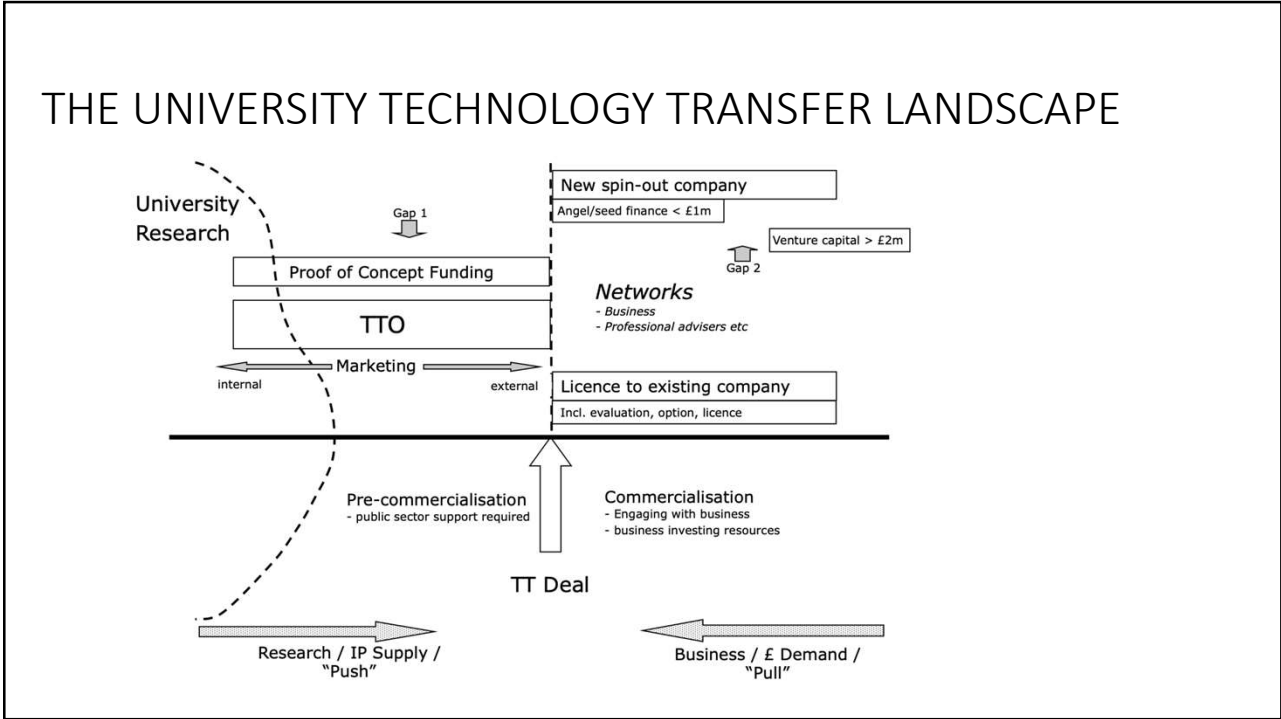 THE UNIVERSITY TECHNOLOGY TRANSFER LANDSCAPE
University
Research
Gap 1
Proof of Concept Funding
TTO
Marketing
internal
external
New spin-out company
Angel/seed finance < £1m
Venture capital > £2m
Gap 2
Networks
- Business
- Professional advisers etc
Licence to existing company
Incl. evaluation, option, licence
Pre-commercialisation
- public sector support required
Commercialisation
- Engaging with business
- business investing resources
TT Deal
Research / IP Supply /
“Push”
Business / £ Demand /
“Pull”